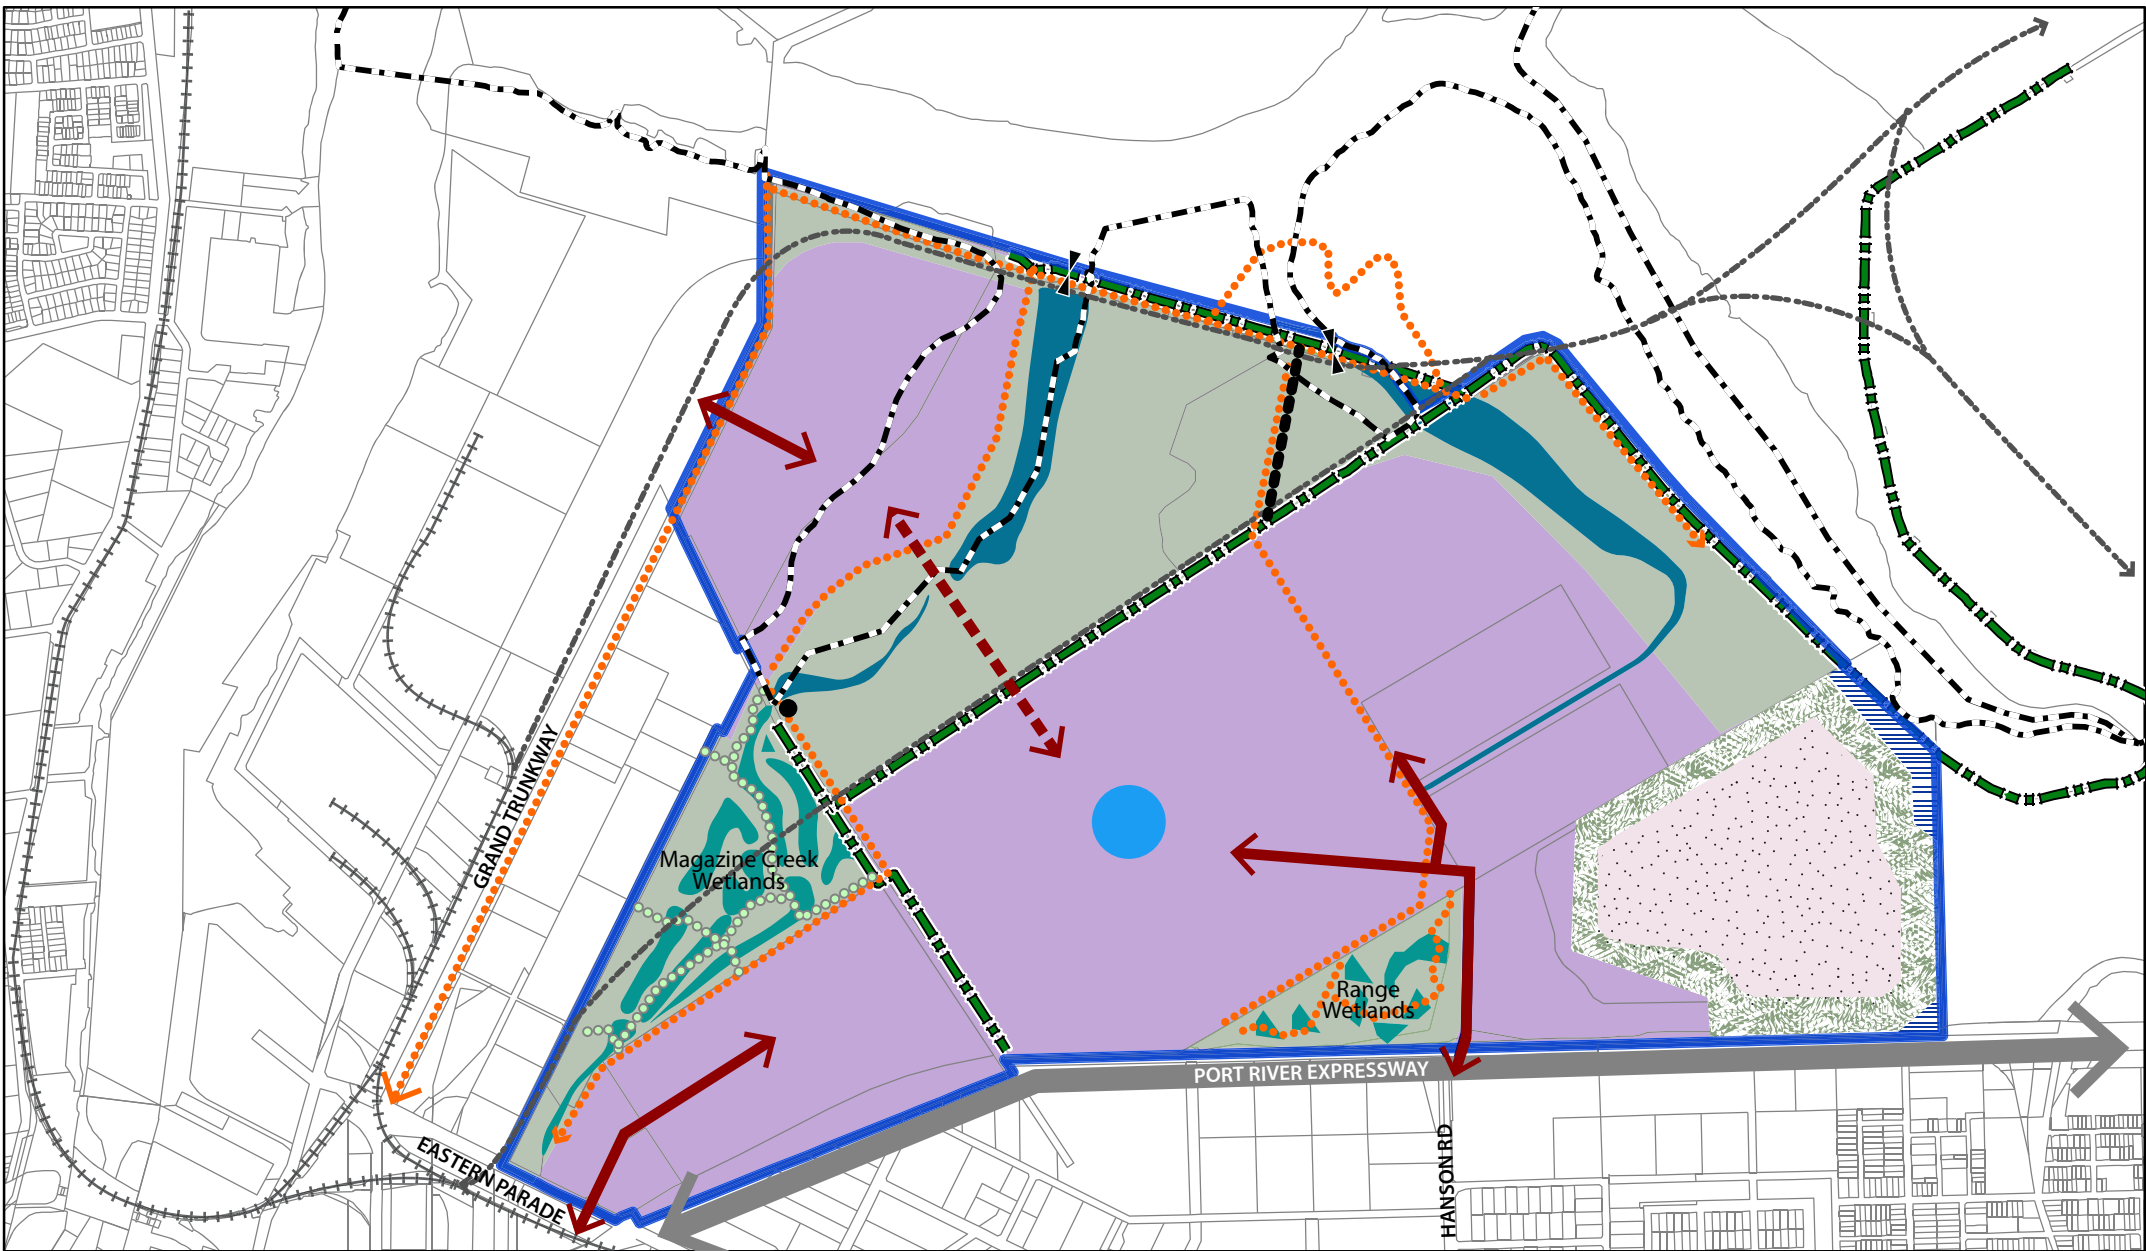 GRAND TRUNKWAY
Magazine Creek
Wetlands
Range
Wetlands
PORT RIVER EXPRESSWAY
EASTERN PARADE
HANSON RD